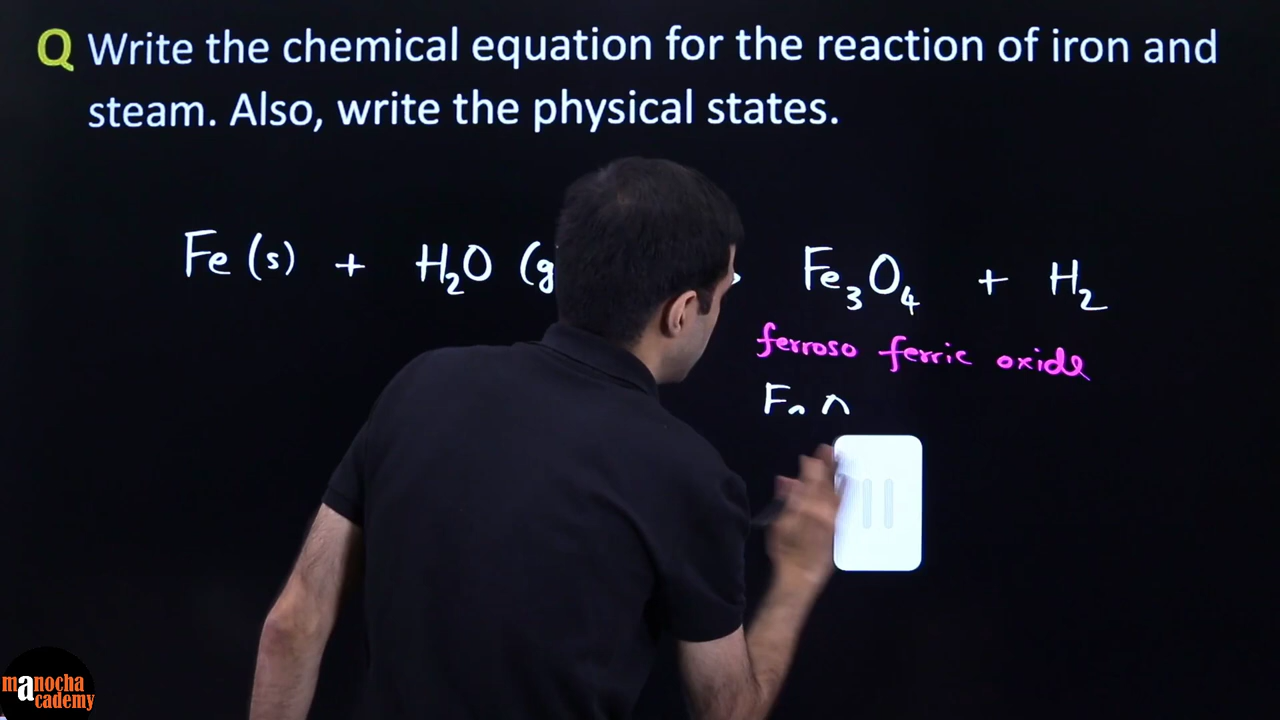 Q Write the chemical equation for the reaction of iron and
steam. Also, write the physical states.
Fe (s) + H₂O (g Fe₃O₄ + H₂
ferroso ferric oxide
manocha
academy